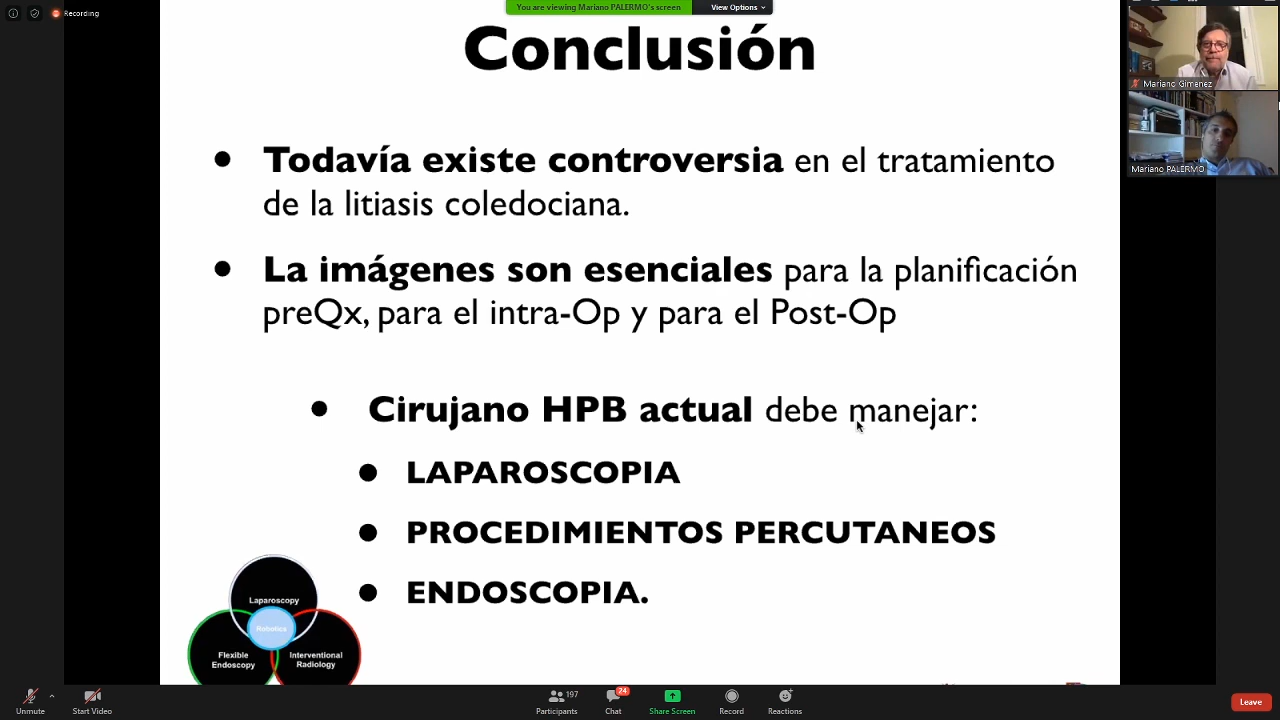 Recording
You are viewing Mariano PALERMO's screen
View Options
Conclusión
Mariano Gimenez
Mariano PALERMO
• Todavía existe controversia en el tratamiento
de la litiasis coledociana.
• La imágenes son esenciales para la planificación
preQx, para el intra-Op y para el Post-Op
• Cirujano HPB actual debe manejar:
• LAPAROSCOPIA
• PROCEDIMIENTOS PERCUTANEOS
• ENDOSCOPIA.
Laparoscopy
Robotics
Flexible
Endoscopy
Interventional
Radiology
Unmute
Start Video
197
Participants
24
Chat
Share Screen
Record
Reactions
Leave